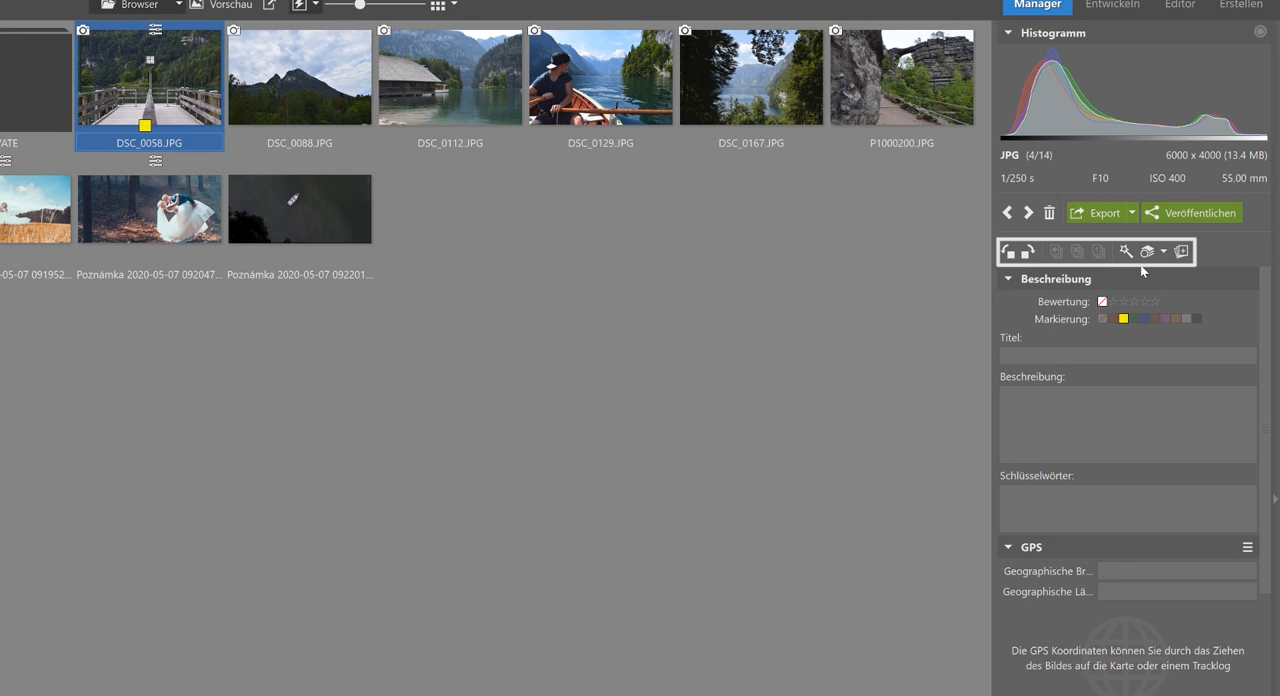 Browser Vorschau
Manager Entwickeln Editor Erstellen
Histogramm
JPG (4/14) 6000 x 4000 (13.4 MB)
1/250 s F10 ISO 400 55.00 mm
Export Veröffentlichen
Beschreibung
Bewertung:
Markierung:
Titel:
Beschreibung:
Schlüsselwörter:
GPS
Geographische Br...
Geographische Lä...
Die GPS Koordinaten können Sie durch das Ziehen
des Bildes auf die Karte oder einem Tracklog
VATE DSC_0058.JPG DSC_0088.JPG DSC_0112.JPG DSC_0129.JPG DSC_0167.JPG P1000200.JPG
-05-07 091952... Poznámka 2020-05-07 092047... Poznámka 2020-05-07 092201...